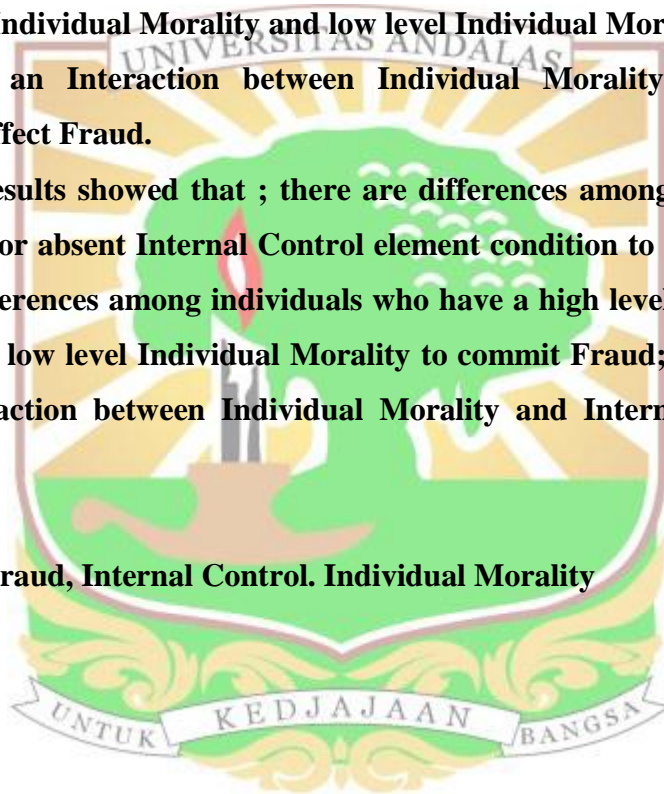 Individual Morality and low level Individual Mor
UNIVERSITAS ANDALAS
an Interaction between Individual Morality
ffect Fraud.
esults showed that ; there are differences among
or absent Internal Control element condition to
ferences among individuals who have a high level
low level Individual Morality to commit Fraud;
action between Individual Morality and Intern
raud, Internal Control. Individual Morality
UNTUK KEDJAJAAN BANGSA